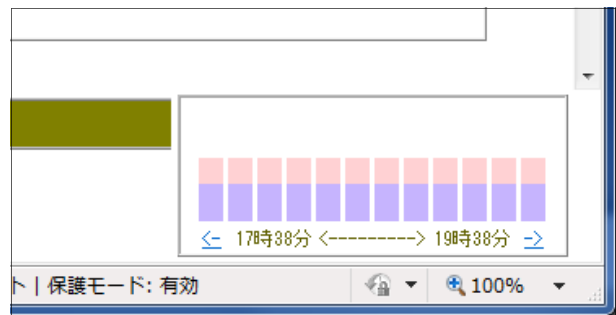 <- 17時38分 <---------> 19時38分 ->
ト | 保護モード: 有効 100%